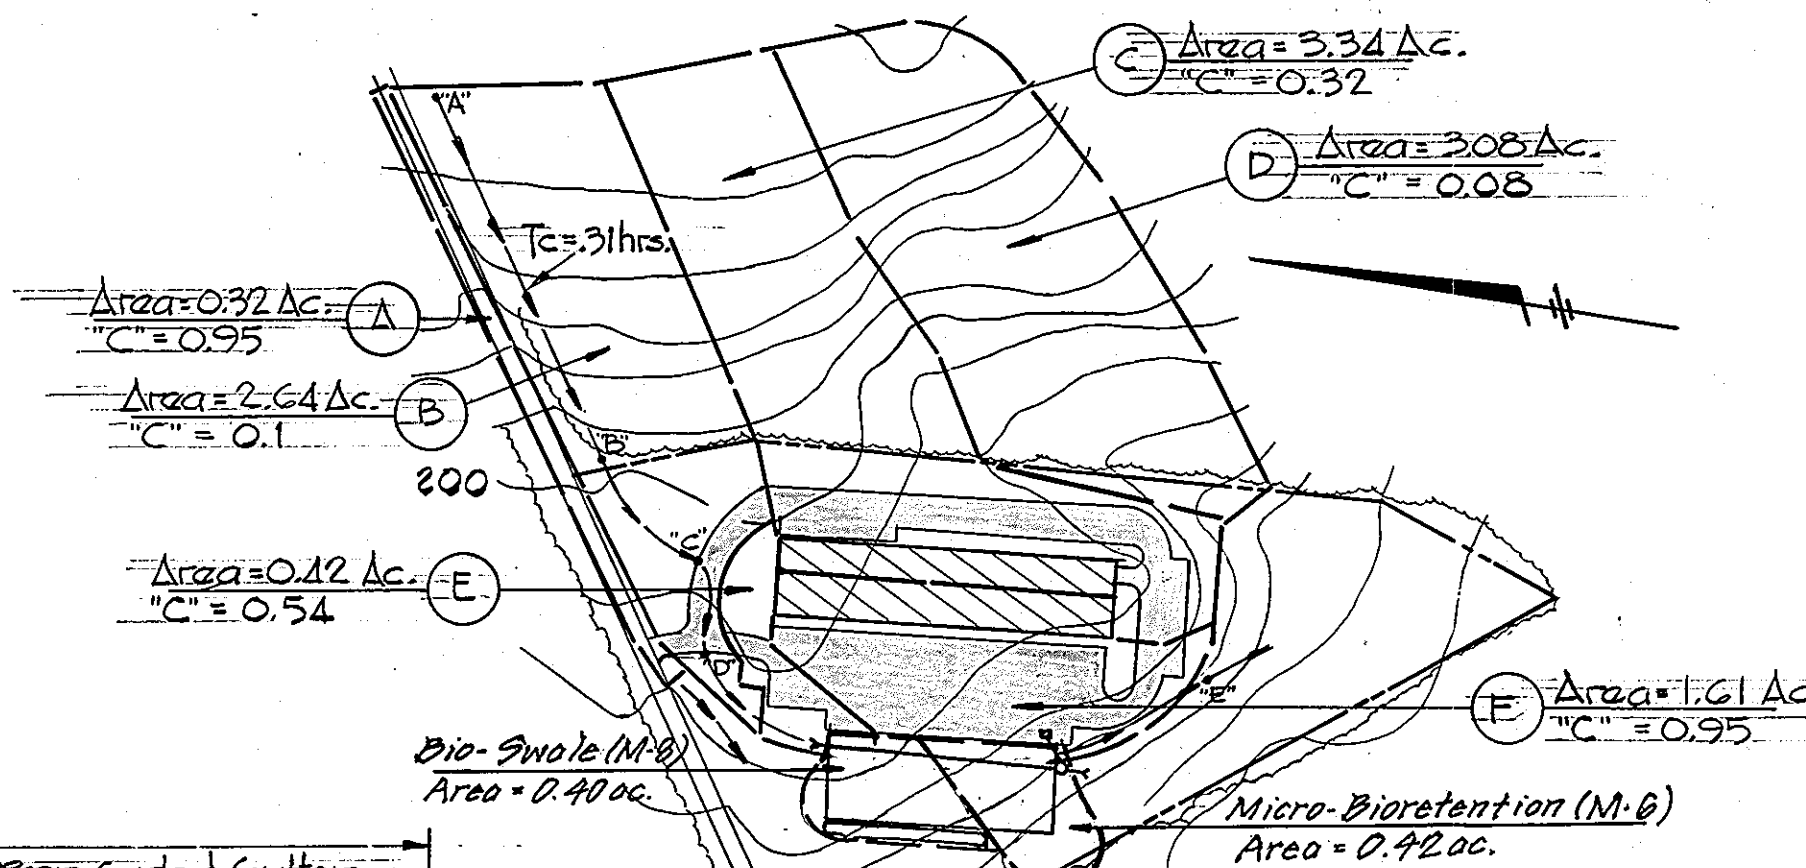 C
Area = 3.34 Ac.
"C" = 0.32
"A"
D
Area = 3.08 Ac.
"C" = 0.08
Tc=.31hrs.
Area = 0.32 Ac.
"C" = 0.95
A
Area = 2.64 Ac.
"C" = 0.1
B
"B"
200
"C"
Area = 0.42 Ac.
"C" = 0.54
E
"D"
"E"
F
Area = 1.61 Ac
"C" = 0.95
Bio-Swale (M-8)
Area = 0.40 ac.
Micro-Bioretention (M-6)
Area = 0.42 ac.